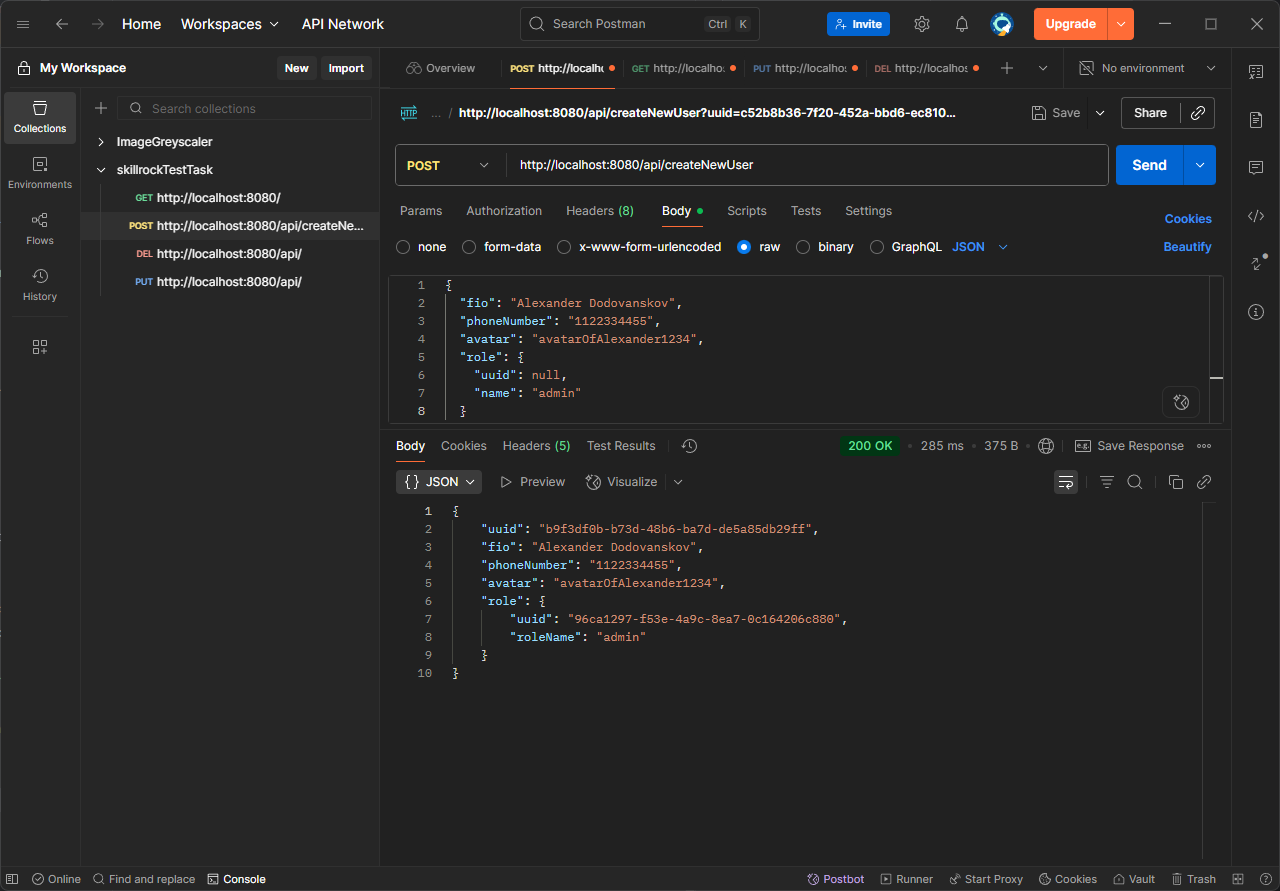 Home Workspaces API Network Search Postman Ctrl K Invite Upgrade
My Workspace New Import Overview POST http://localh GET http://localho: PUT http://localhos DEL http://localhos No environment
Collections Search collections
HTTP ... / http://localhost:8080/api/createNewUser?uuid=c52b8b36-7f20-452a-bbd6-ec810... Save Share
Environments
Flows
History
ImageGreyscaler
skillrockTestTask
GET http://localhost:8080/
POST http://localhost:8080/api/createNe...
DEL http://localhost:8080/api/
PUT http://localhost:8080/api/
POST http://localhost:8080/api/createNewUser Send
Params Authorization Headers (8) Body Scripts Tests Settings Cookies
none form-data x-www-form-urlencoded raw binary GraphQL JSON Beautify
1 {
2 "fio": "Alexander Dodovanskov",
3 "phoneNumber": "1122334455",
4 "avatar": "avatarOfAlexander1234",
5 "role": {
6 "uuid": null,
7 "name": "admin"
8 }
Body Cookies Headers (5) Test Results 200 OK • 285 ms • 375 B • e.g. Save Response
{} JSON Preview Visualize
1 {
2 "uuid": "b9f3df0b-b73d-48b6-ba7d-de5a85db29ff",
3 "fio": "Alexander Dodovanskov",
4 "phoneNumber": "1122334455",
5 "avatar": "avatarOfAlexander1234",
6 "role": {
7 "uuid": "96ca1297-f53e-4a9c-8ea7-0c164206c880",
8 "roleName": "admin"
9 }
10 }
Online Find and replace Console Postbot Runner Start Proxy Cookies Vault Trash